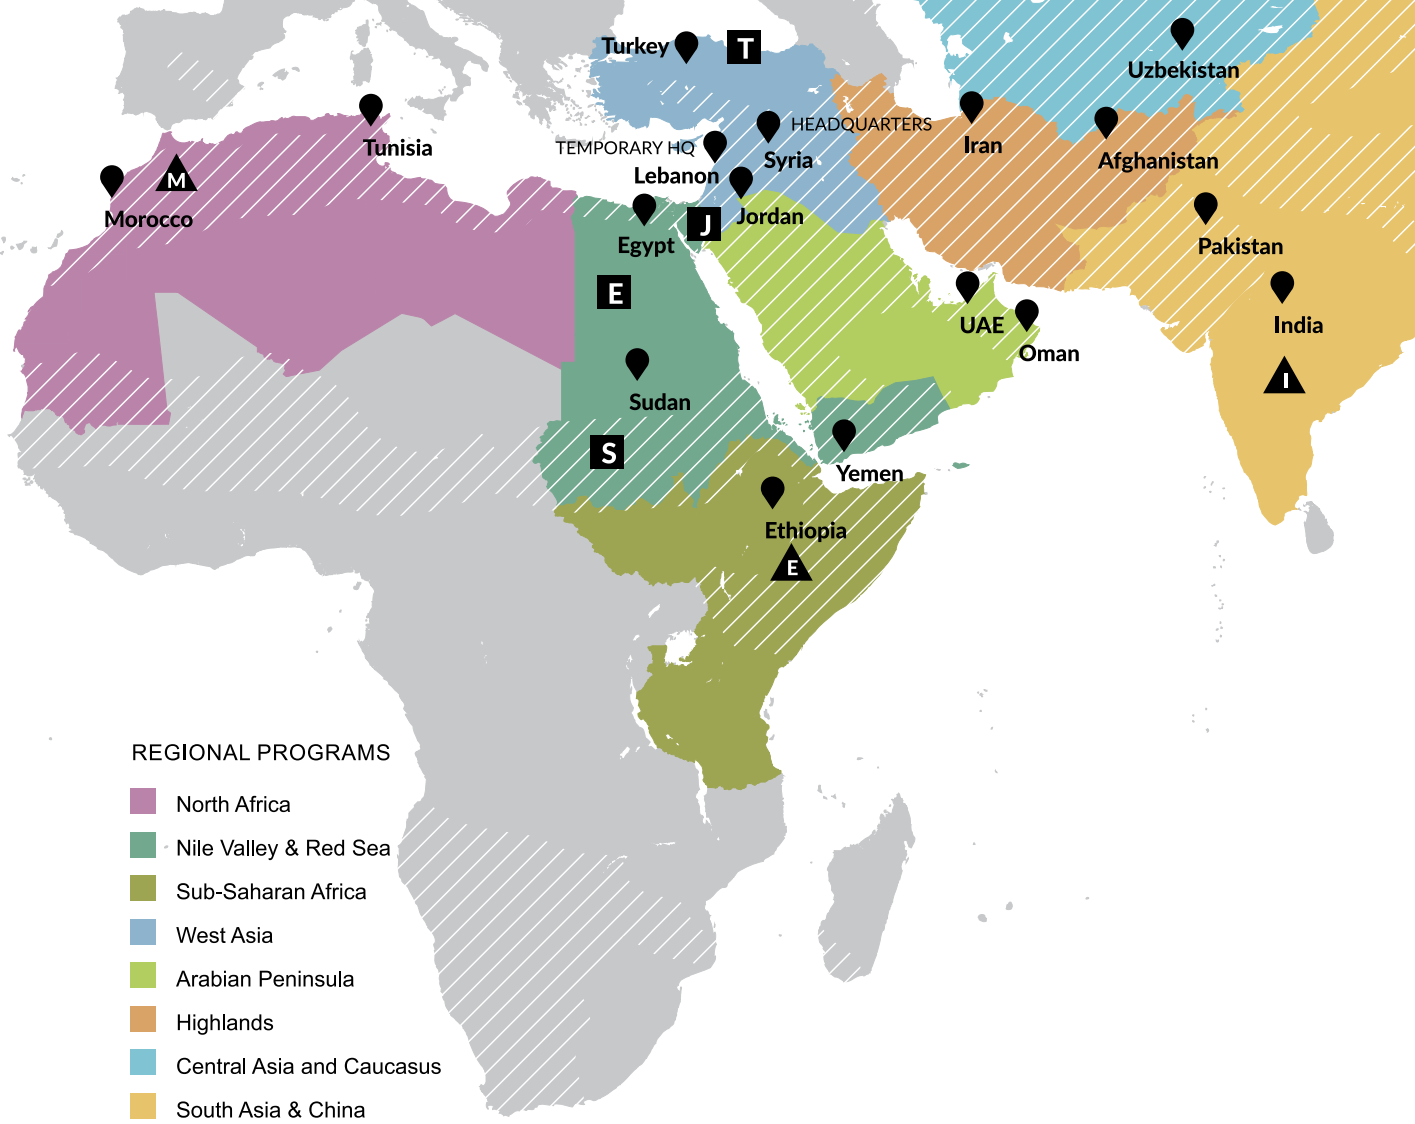 Turkey
T
Uzbekistan
HEADQUARTERS
TEMPORARY HQ
Tunisia
Syria
Iran
Afghanistan
Lebanon
M
Morocco
Jordan
J
Egypt
Pakistan
E
UAE
India
Oman
I
Sudan
S
Yemen
Ethiopia
E
REGIONAL PROGRAMS
North Africa
Nile Valley & Red Sea
Sub-Saharan Africa
West Asia
Arabian Peninsula
Highlands
Central Asia and Caucasus
South Asia & China